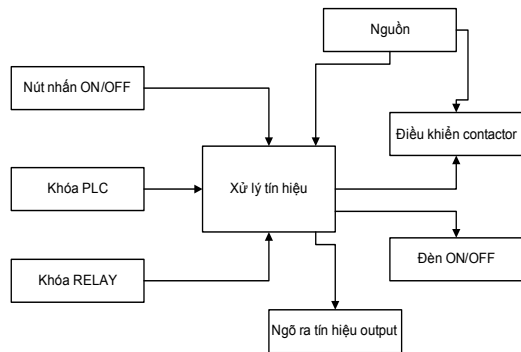 Nguồn
Nút nhấn ON/OFF
Điều khiển contactor
Khóa PLC
Xử lý tín hiệu
Đèn ON/OFF
Khóa RELAY
Ngõ ra tín hiệu output